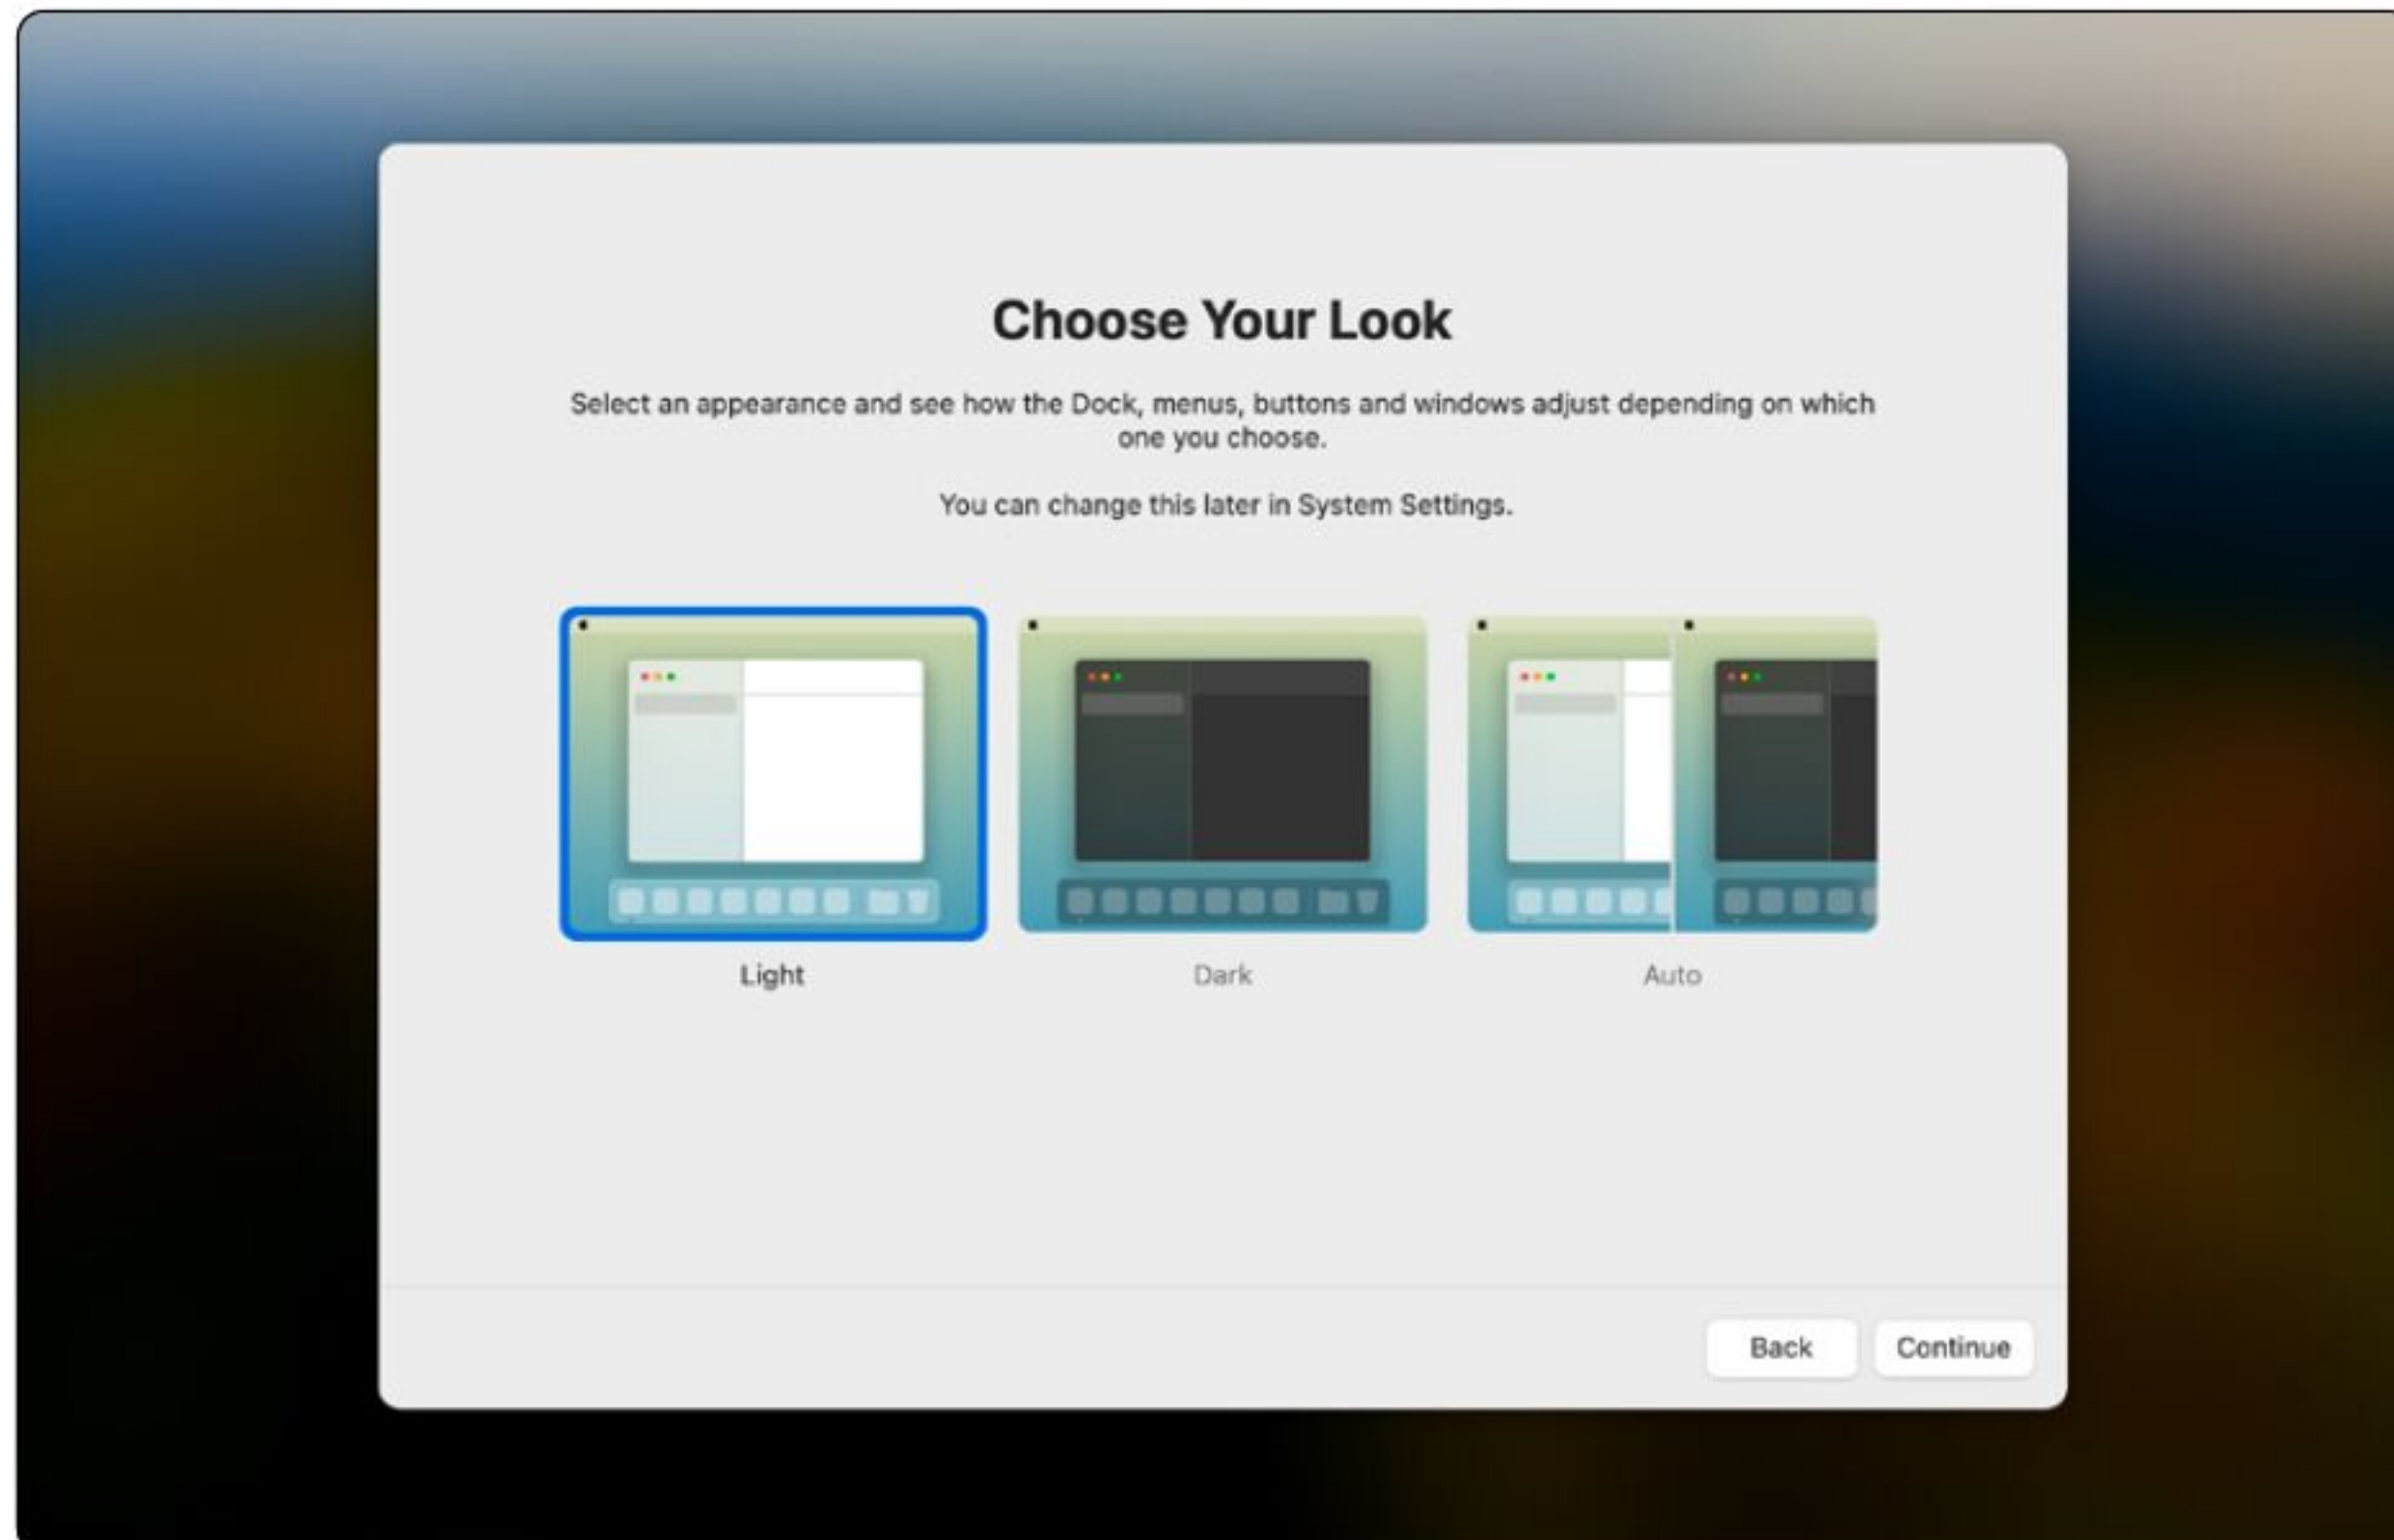 Choose Your Look
Select an appearance and see how the Dock, menus, buttons and windows adjust depending on which
one you choose.
You can change this later in System Settings.
Light
Dark
Auto
Back
Continue